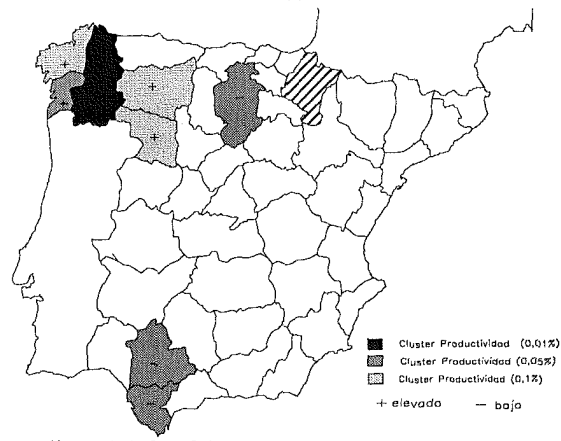 Cluster Productividad (0,01%)
Cluster Productividad (0,05%)
Cluster Productividad (0,1%)
+ elevado - bajo